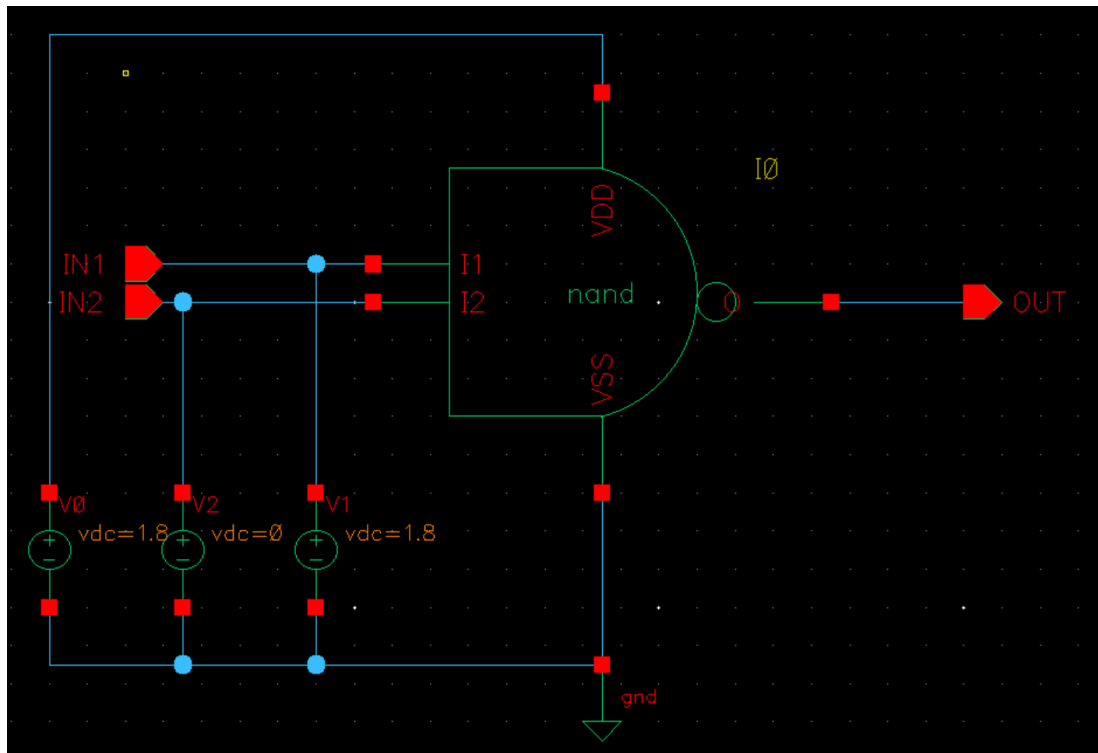 I0
VDD
IN1
I1
IN2
I2
nand
O
OUT
VSS
V0
V2
V1
vdc=1.8
vdc=0
vdc=1.8
gnd